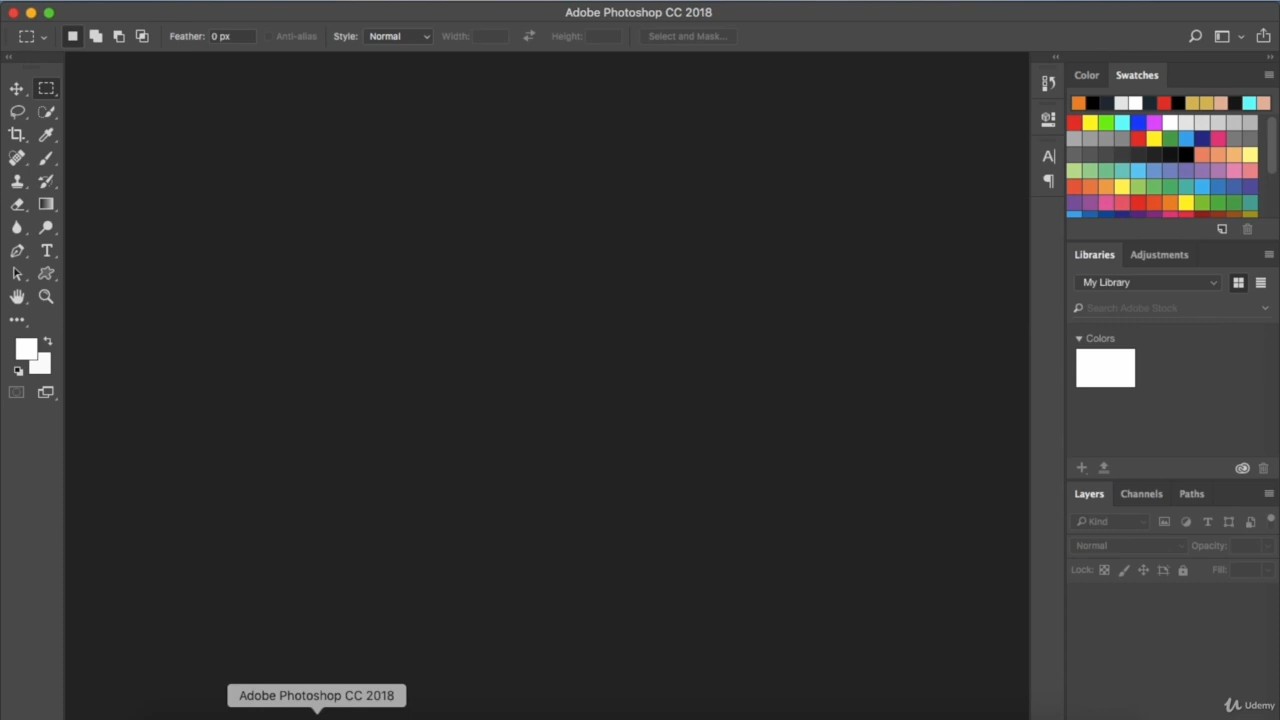 Adobe Photoshop CC 2018
Feather: 0 px Anti-alias Style: Normal Width: Height: Select and Mask...
Color Swatches
Libraries Adjustments
My Library
Search Adobe Stock
Colors
Layers Channels Paths
Kind
Normal Opacity:
Lock: Fill:
Adobe Photoshop CC 2018
Udemy